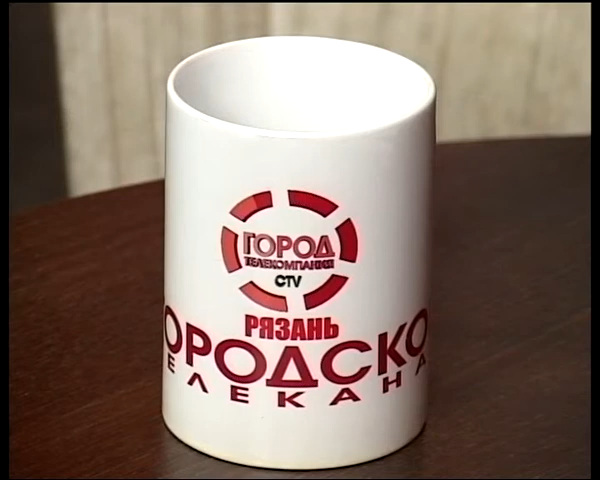 ГОРОД
ТЕЛЕКОМПАНИЯ
CTV
РЯЗАНЬ
ОРОДСКО
ЕЛЕКАНА